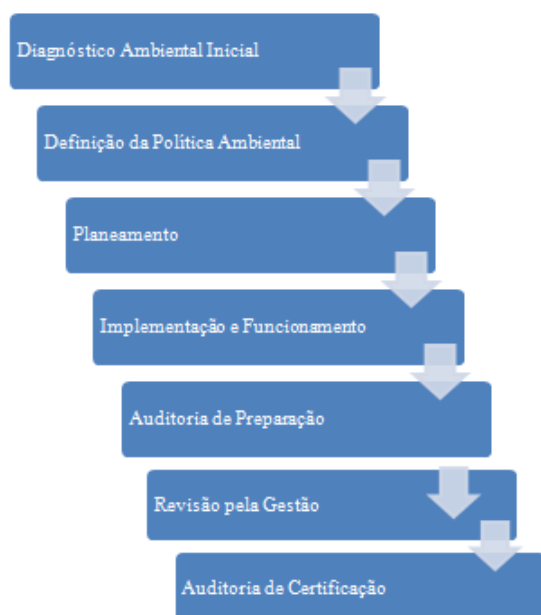 Diagnóstico Ambiental Inicial
Definição da Política Ambiental
Planeamento
Implementação e Funcionamento
Auditoria de Preparação
Revisão pela Gestão
Auditoria de Certificação